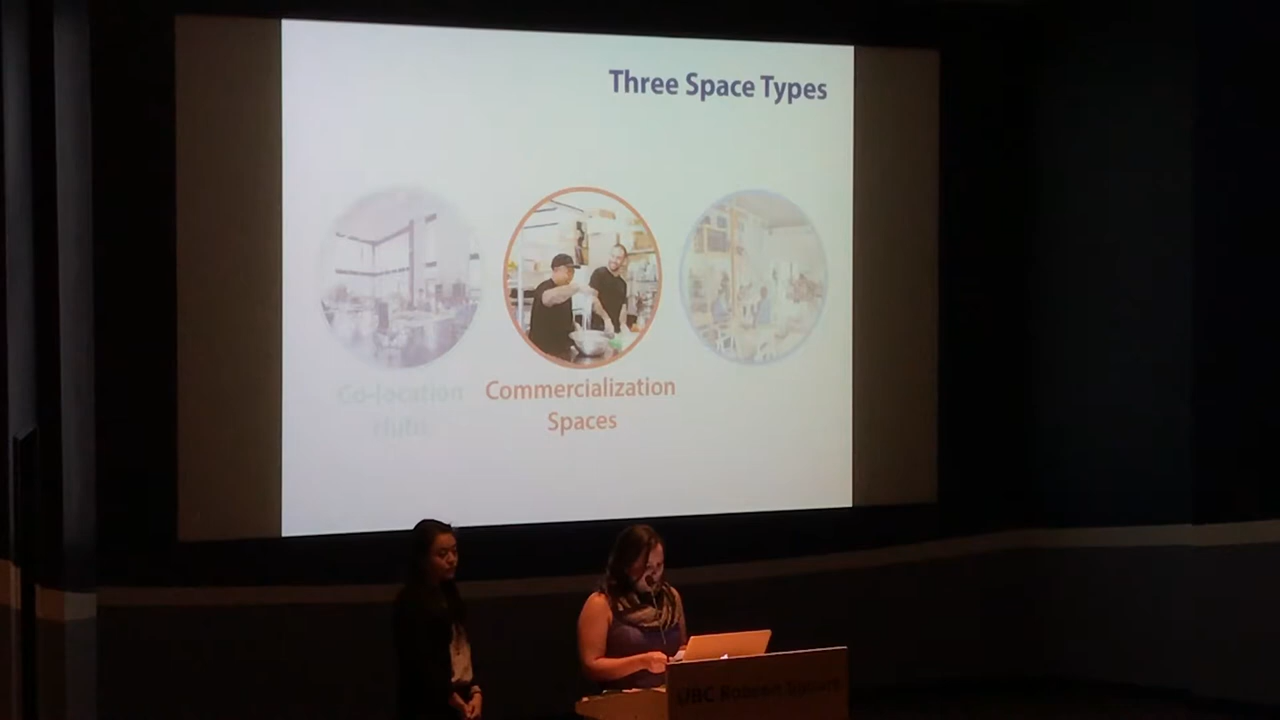 Three Space Types
Co-location
Hubs
Commercialization
Spaces
UBC Robson Square